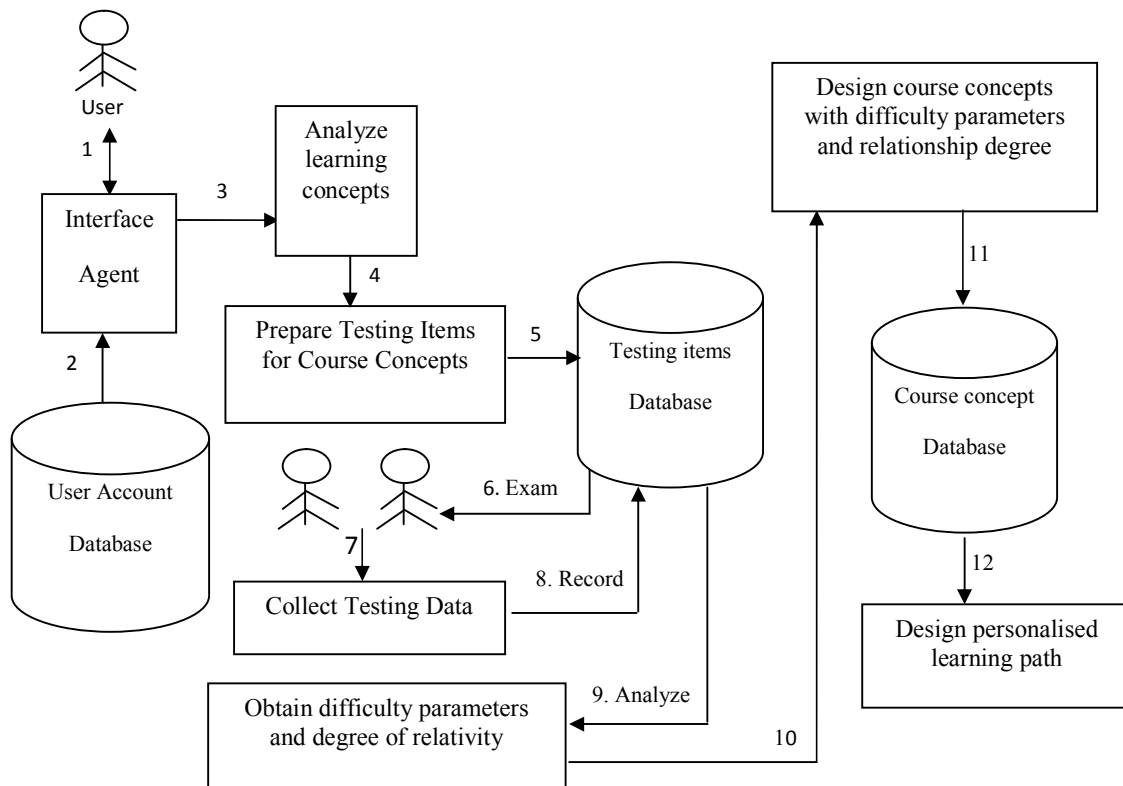 User
1
Interface
Agent
2
User Account
Database
3
Analyze
learning
concepts
4
Prepare Testing Items
for Course Concepts
5
Testing items
Database
6. Exam
7
Collect Testing Data
8. Record
9. Analyze
Obtain difficulty parameters
and degree of relativity
10
Design course concepts
with difficulty parameters
and relationship degree
11
Course concept
Database
12
Design personalised
learning path